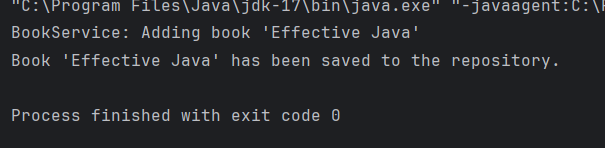 "C:\Program Files\Java\jdk-17\bin\java.exe" "-javaagent:C:\
BookService: Adding book 'Effective Java'
Book 'Effective Java' has been saved to the repository.
Process finished with exit code 0